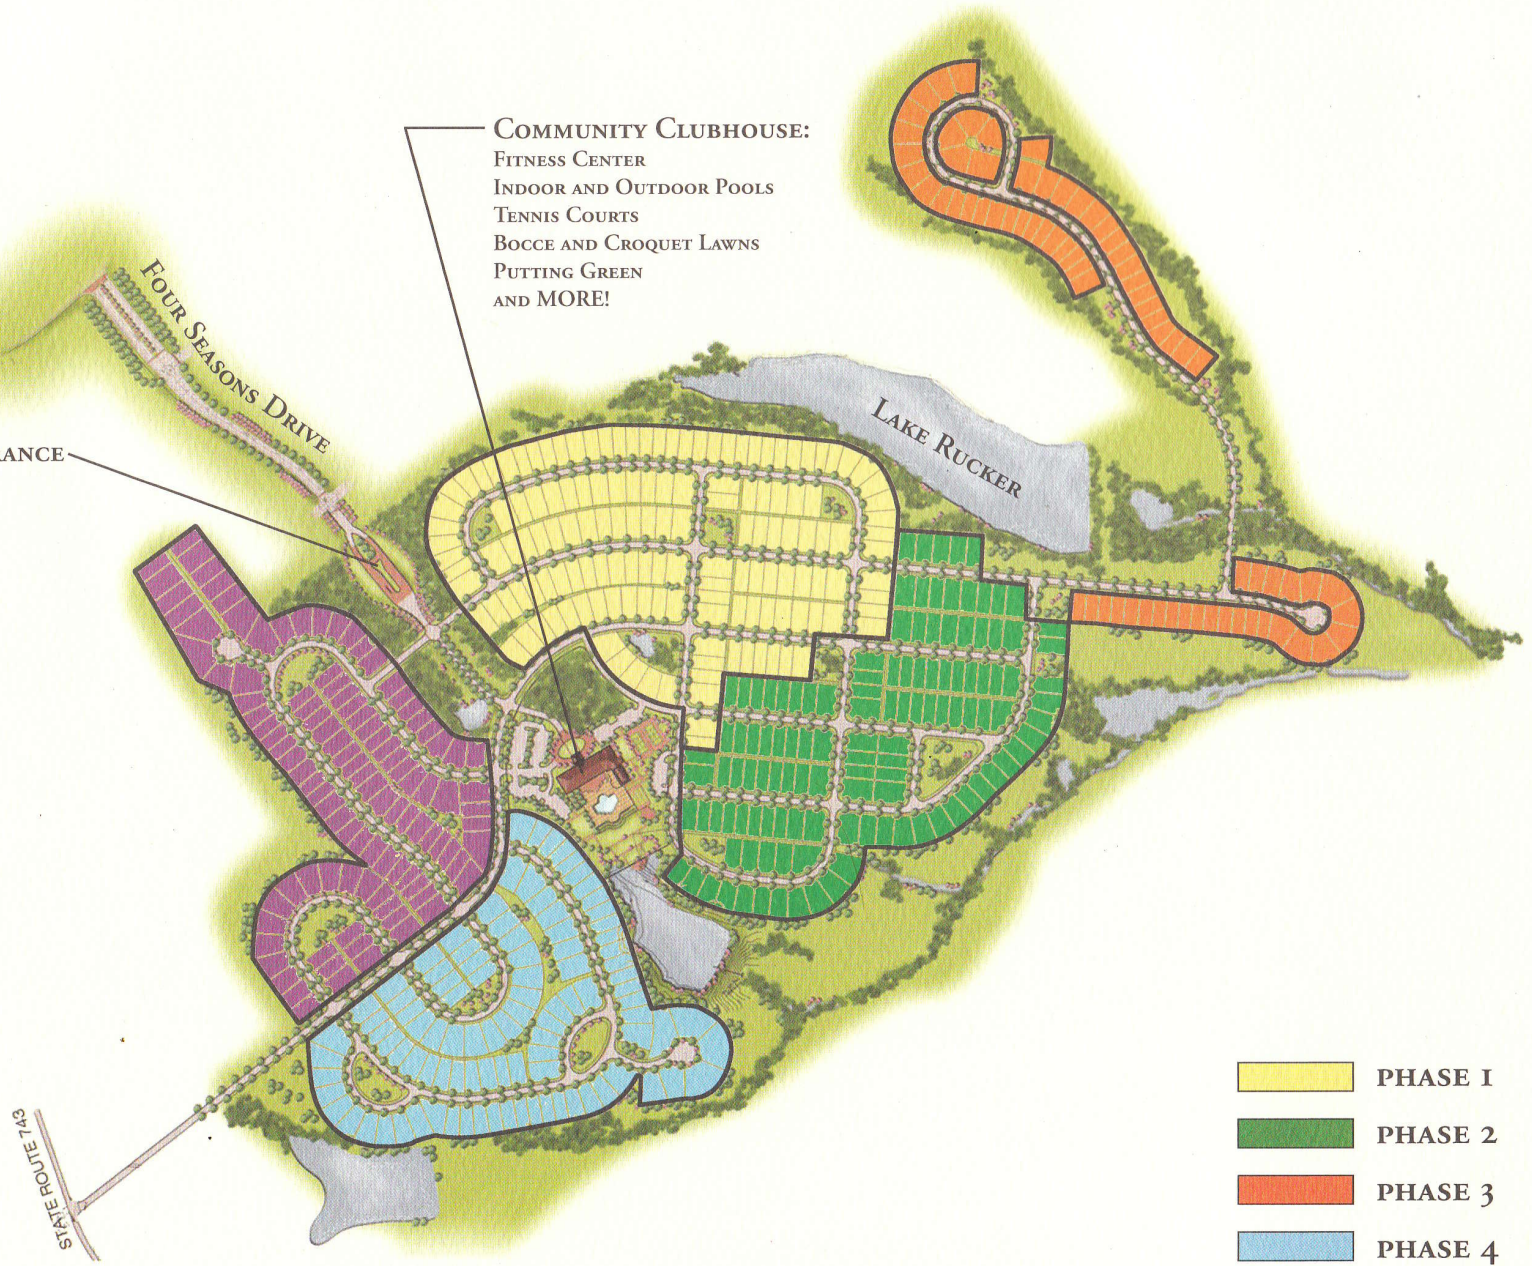 Community Clubhouse:
Fitness Center
Indoor and Outdoor Pools
Tennis Courts
Bocce and Croquet Lawns
Putting Green
and MORE!
Four Seasons Drive
Lake Rucker
STATE ROUTE 743
PHASE 1
PHASE 2
PHASE 3
PHASE 4